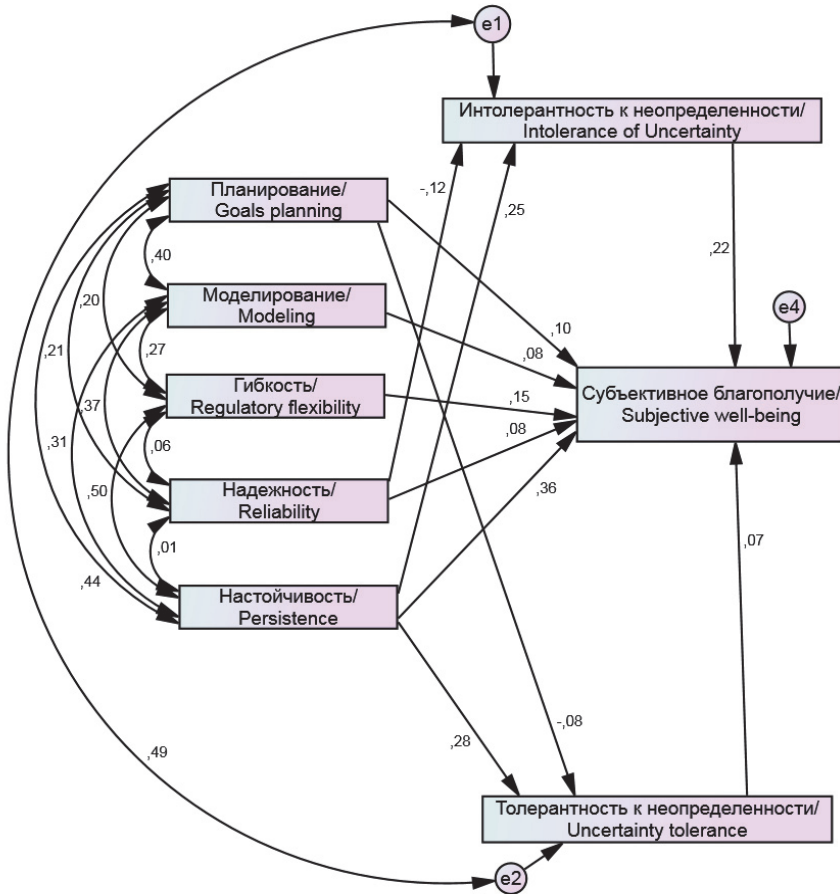 e1
Интолерантность к неопределенности/
Intolerance of Uncertainty
Планирование/
Goals planning
-,12
,25
,40
,22
,20
Моделирование/
Modeling
e4
,10
,21
,27
,08
Гибкость/
Regulatory flexibility
Субъективное благополучие/
Subjective well-being
,37
,15
,31
,06
,08
,50
Надежность/
Reliability
,36
,01
,07
,44
Настойчивость/
Persistence
-,08
,28
,49
Толерантность к неопределенности/
Uncertainty tolerance
e2